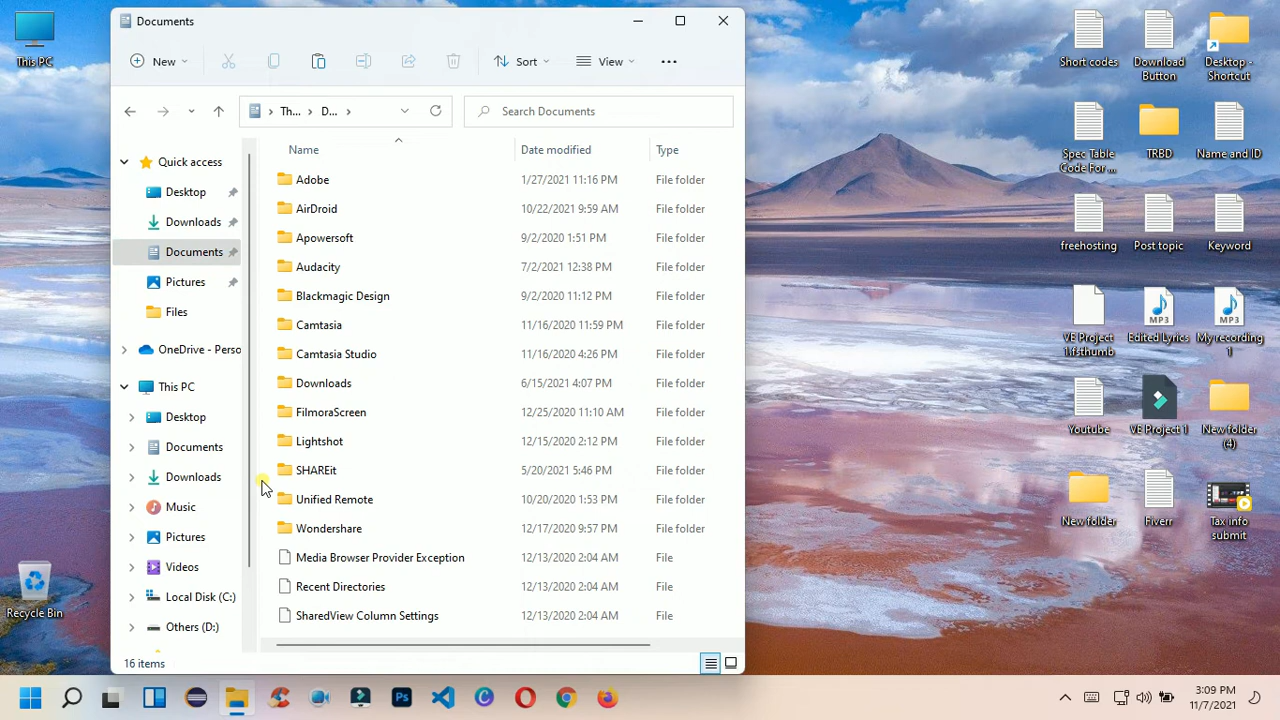 This PC
Documents
New
Sort
View
Th...
D...
Search Documents
Name
Date modified
Type
Quick access
Desktop
Downloads
Documents
Pictures
Files
OneDrive - Perso
This PC
Desktop
Documents
Downloads
Music
Pictures
Videos
Local Disk (C:)
Others (D:)
Adobe 1/27/2021 11:16 PM File folder
AirDroid 10/22/2021 9:59 AM File folder
Apowersoft 9/2/2020 1:51 PM File folder
Audacity 7/2/2021 12:38 PM File folder
Blackmagic Design 9/2/2020 11:12 PM File folder
Camtasia 11/16/2020 11:59 PM File folder
Camtasia Studio 11/16/2020 4:26 PM File folder
Downloads 6/15/2021 4:07 PM File folder
FilmoraScreen 12/25/2020 11:10 AM File folder
Lightshot 12/15/2020 2:12 PM File folder
SHAREit 5/20/2021 5:46 PM File folder
Unified Remote 10/20/2020 1:53 PM File folder
Wondershare 12/17/2020 9:57 PM File folder
Media Browser Provider Exception 12/13/2020 2:04 AM File
Recent Directories 12/13/2020 2:04 AM File
SharedView Column Settings 12/13/2020 2:04 AM File
16 items
Short codes
Download
Button
Desktop -
Shortcut
Spec Table
Code For ...
TRBD
Name and ID
freehosting
Post topic
Keyword
VE Project
1.fsthumb
MP3
Edited Lyrics
MP3
My recording
1
Youtube
VE Project 1
New folder
(4)
New folder
Fiverr
Tax info
submit
Recycle Bin
Ps
3:09 PM
11/7/2021